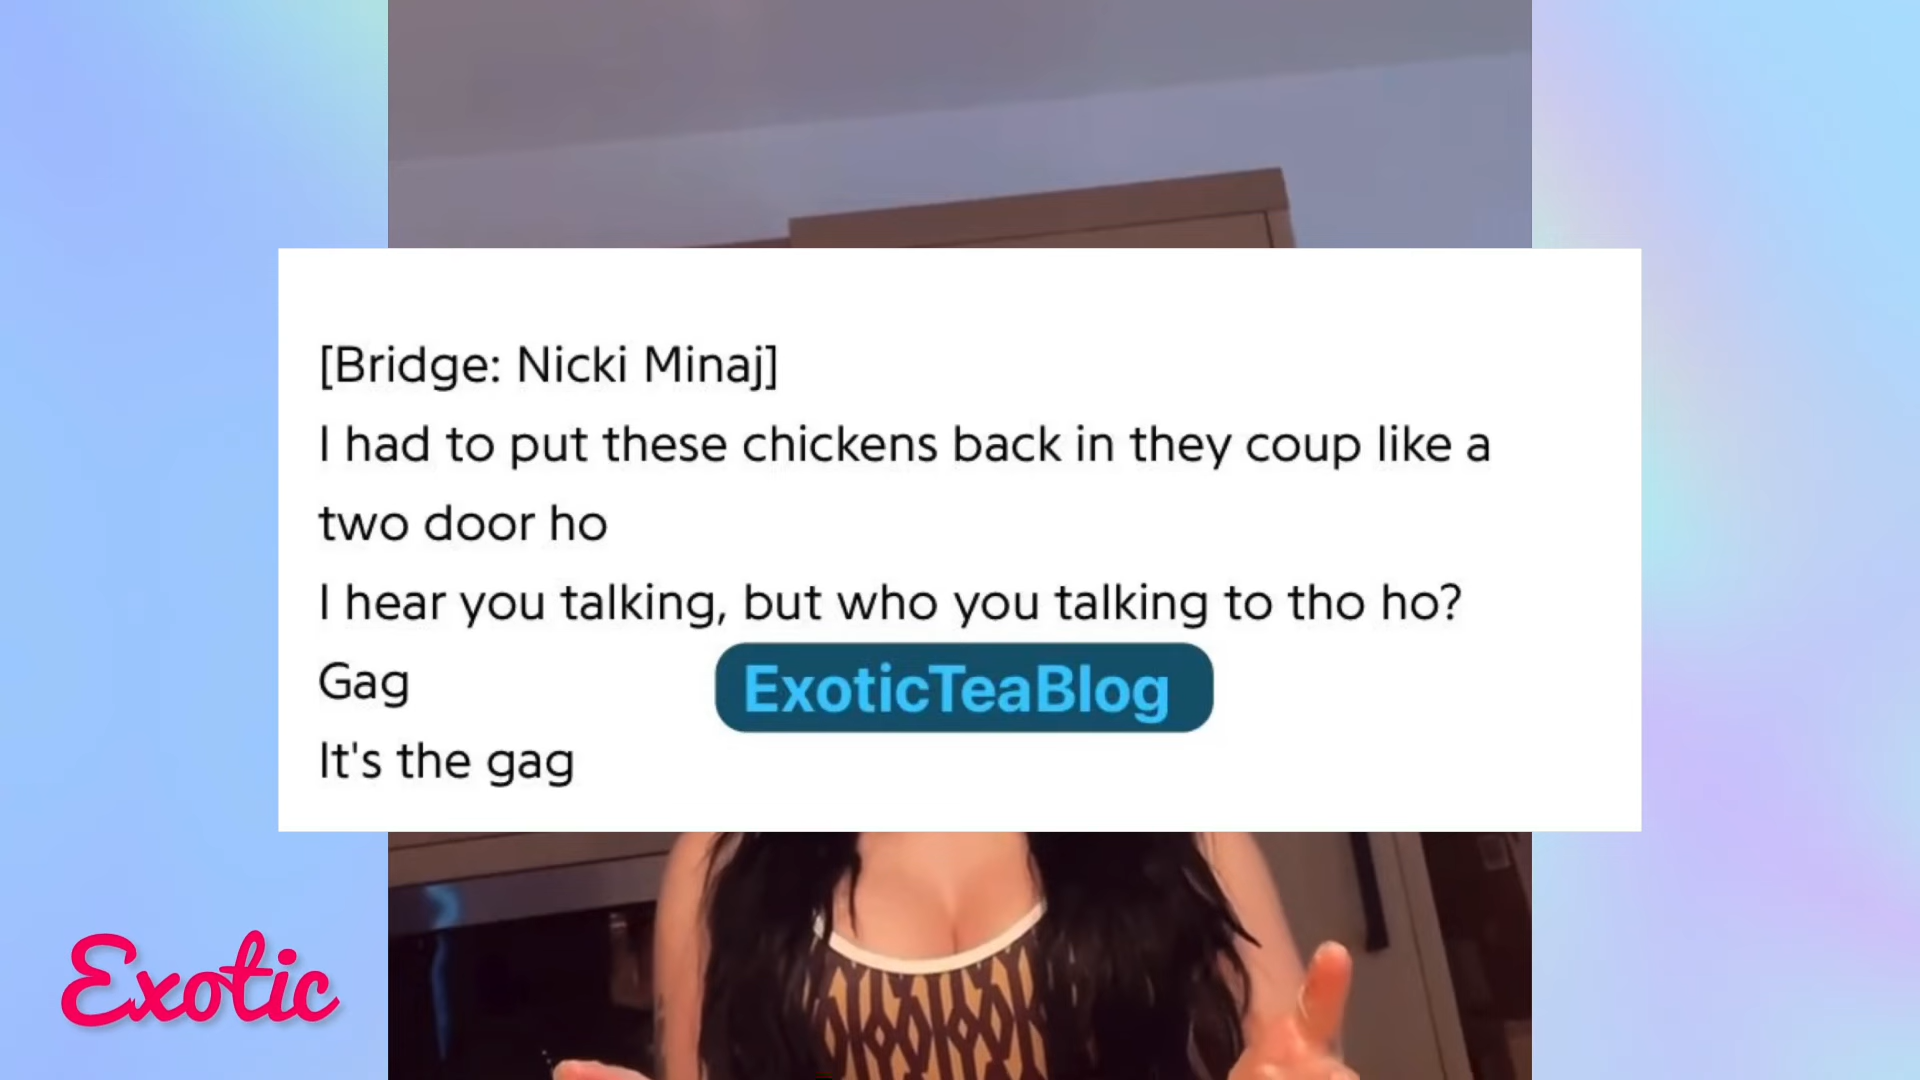 [Bridge: Nicki Minaj]
I had to put these chickens back in they coup like a
two door ho
I hear you talking, but who you talking to tho ho?
Gag
ExoticTeaBlog
It's the gag
Exotic